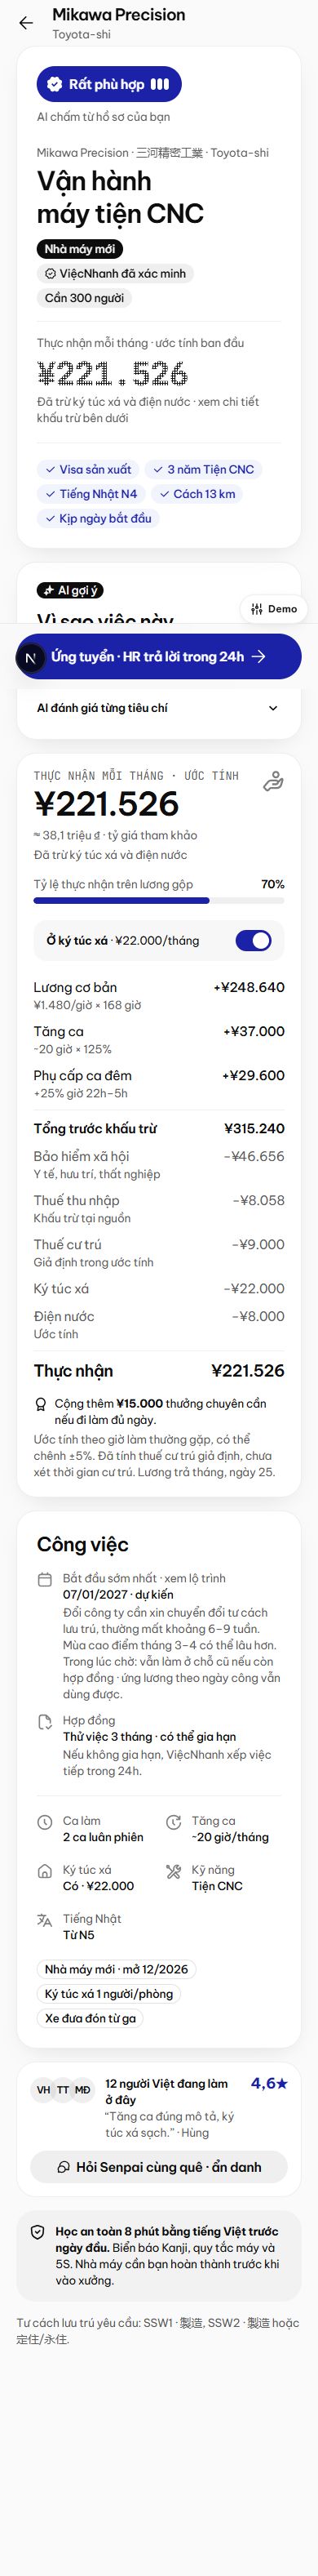 Mikawa Precision
Toyota-shi
Rất phù hợp
AI chấm từ hồ sơ của bạn
Mikawa Precision · 三河精密工業 · Toyota-shi
Vận hành
máy tiện CNC
Nhà máy mới
ViệcNhanh đã xác minh
Cần 300 người
Thực nhận mỗi tháng · ước tính ban đầu
¥221.526
Đã trừ ký túc xá và điện nước · xem chi tiết
khấu trừ bên dưới
Visa sản xuất
3 năm Tiện CNC
Tiếng Nhật N4
Cách 13 km
Kịp ngày bắt đầu
AI gợi ý
Vì sao việc này
Demo
N
Ứng tuyển · HR trả lời trong 24h
AI đánh giá từng tiêu chí
THỰC NHẬN MỖI THÁNG · ƯỚC TÍNH
¥221.526
≈ 38,1 triệu ₫ · tỷ giá tham khảo
Đã trừ ký túc xá và điện nước
Tỷ lệ thực nhận trên lương gộp 70%
Ở ký túc xá · ¥22.000/tháng
Lương cơ bản +¥248.640
¥1.480/giờ × 168 giờ
Tăng ca +¥37.000
~20 giờ × 125%
Phụ cấp ca đêm +¥29.600
+25% giờ 22h–5h
Tổng trước khấu trừ ¥315.240
Bảo hiểm xã hội −¥46.656
Y tế, hưu trí, thất nghiệp
Thuế thu nhập −¥8.058
Khấu trừ tại nguồn
Thuế cư trú −¥9.000
Giả định trong ước tính
Ký túc xá −¥22.000
Điện nước −¥8.000
Ước tính
Thực nhận ¥221.526
Cộng thêm ¥15.000 thưởng chuyên cần
nếu đi làm đủ ngày.
Ước tính theo giờ làm thường gặp, có thể
chênh ±5%. Đã tính thuế cư trú giả định, chưa
xét thời gian cư trú. Lương trả tháng, ngày 25.
Công việc
Bắt đầu sớm nhất · xem lộ trình
07/01/2027 · dự kiến
Đổi công ty cần xin chuyển đổi tư cách
lưu trú, thường mất khoảng 6–9 tuần.
Mùa cao điểm tháng 3–4 có thể lâu hơn.
Trong lúc chờ: vẫn làm ở chỗ cũ nếu còn
hợp đồng · ứng lương theo ngày công vẫn
dùng được.
Hợp đồng
Thử việc 3 tháng · có thể gia hạn
Nếu không gia hạn, ViệcNhanh xếp việc
tiếp trong 24h.
Ca làm
2 ca luân phiên
Tăng ca
~20 giờ/tháng
Ký túc xá
Có · ¥22.000
Kỹ năng
Tiện CNC
Tiếng Nhật
Từ N5
Nhà máy mới · mở 12/2026
Ký túc xá 1 người/phòng
Xe đưa đón từ ga
VH TT MĐ
12 người Việt đang làm
ở đây
4,6★
“Tăng ca đúng mô tả, ký
túc xá sạch.” · Hùng
Hỏi Senpai cùng quê · ẩn danh
Học an toàn 8 phút bằng tiếng Việt trước
ngày đầu. Biển báo Kanji, quy tắc máy và
5S. Nhà máy cần bạn hoàn thành trước khi
vào xưởng.
Tư cách lưu trú yêu cầu: SSW1 · 製造, SSW2 · 製造 hoặc
定住/永住.